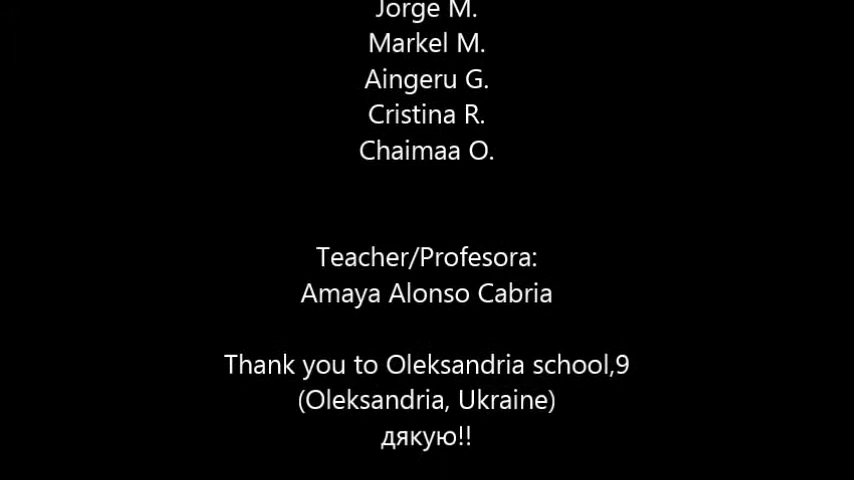 Jorge M.
Markel M.
Aingeru G.
Cristina R.
Chaimaa O.
Teacher/Profesora:
Amaya Alonso Cabria
Thank you to Oleksandria school,9
(Oleksandria, Ukraine)
дякую!!